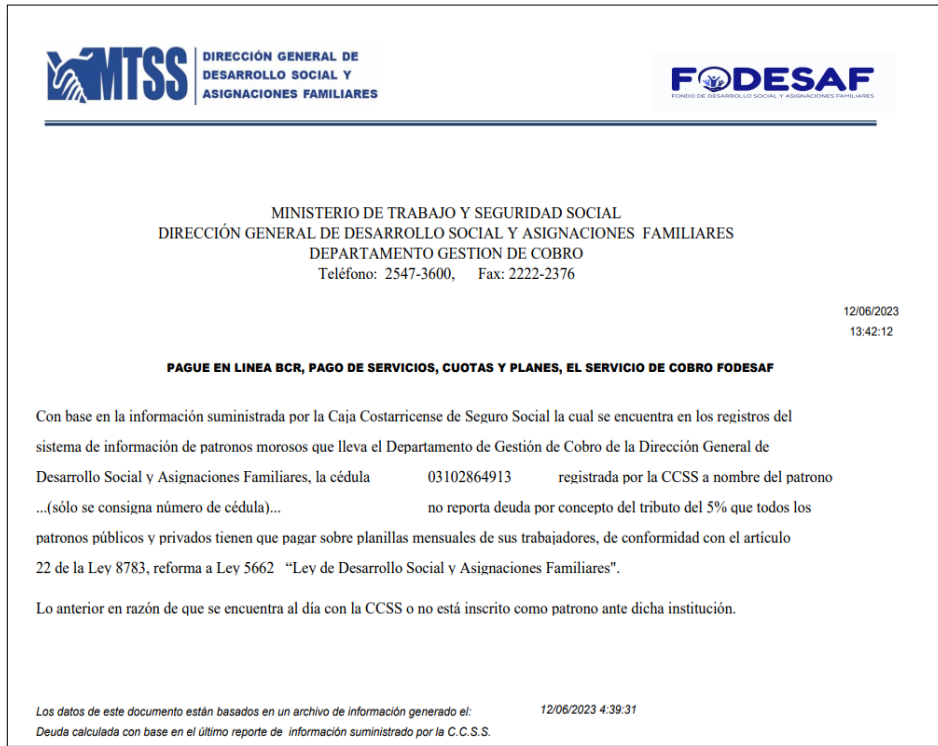 MTSS
DIRECCIÓN GENERAL DE
DESARROLLO SOCIAL Y
ASIGNACIONES FAMILIARES
FODESAF
FONDO DE DESARROLLO SOCIAL Y ASIGNACIONES FAMILIARES
MINISTERIO DE TRABAJO Y SEGURIDAD SOCIAL
DIRECCIÓN GENERAL DE DESARROLLO SOCIAL Y ASIGNACIONES FAMILIARES
DEPARTAMENTO GESTION DE COBRO
Teléfono: 2547-3600, Fax: 2222-2376
12/06/2023
13:42:12
PAGUE EN LINEA BCR, PAGO DE SERVICIOS, CUOTAS Y PLANES, EL SERVICIO DE COBRO FODESAF
Con base en la información suministrada por la Caja Costarricense de Seguro Social la cual se encuentra en los registros del
sistema de información de patronos morosos que lleva el Departamento de Gestión de Cobro de la Dirección General de
Desarrollo Social y Asignaciones Familiares, la cédula 03102864913 registrada por la CCSS a nombre del patrono
...(sólo se consigna número de cédula)... no reporta deuda por concepto del tributo del 5% que todos los
patronos públicos y privados tienen que pagar sobre planillas mensuales de sus trabajadores, de conformidad con el artículo
22 de la Ley 8783, reforma a Ley 5662 “Ley de Desarrollo Social y Asignaciones Familiares".
Lo anterior en razón de que se encuentra al día con la CCSS o no está inscrito como patrono ante dicha institución.
Los datos de este documento están basados en un archivo de información generado el: 12/06/2023 4:39:31
Deuda calculada con base en el último reporte de información suministrado por la C.C.S.S.